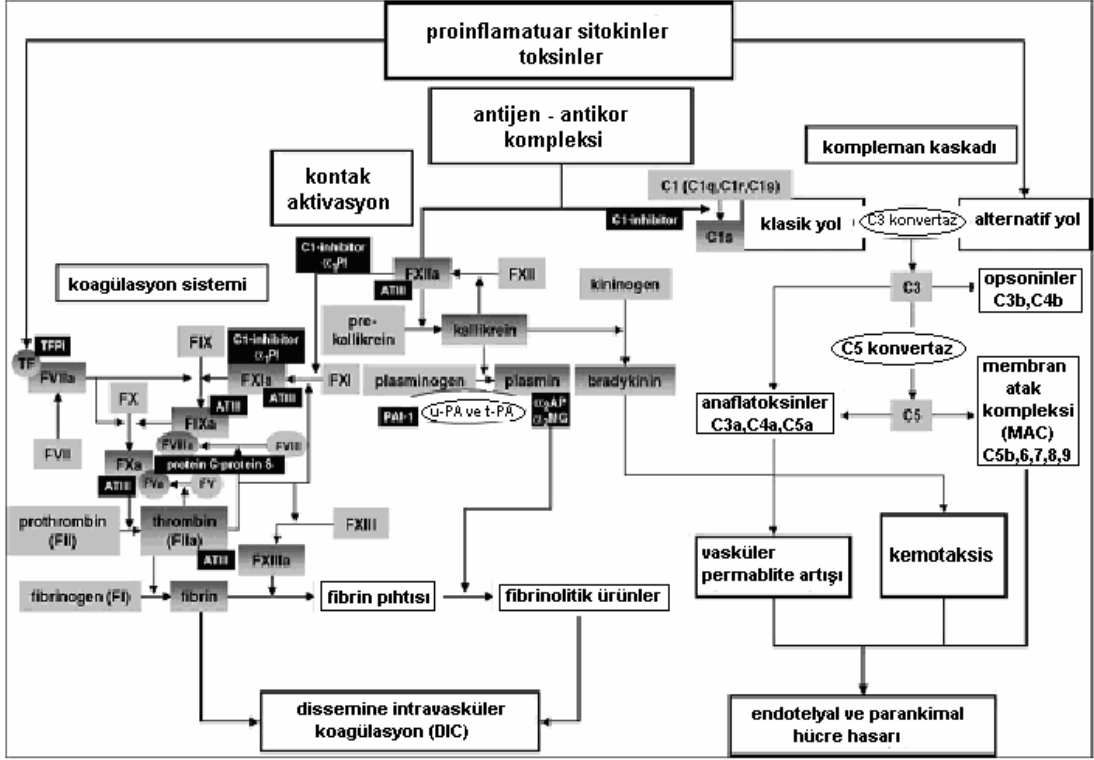 proinflamatuar sitokinler
toksinler
antijen - antikor
kompleksi
kompleman kaskadı
kontak
aktivasyon
C1 (C1q,C1r,C1s)
C1-inhibitor
C1s
klasik yol
C3 konvertaz
alternatif yol
C1-inhibitor
α₁PI
FXIIa
FXII
ATIII
koagülasyon sistemi
kininogen
C3
opsoninler
C3b,C4b
pre-
kallikrein
kallikrein
TFPI
TF
FVIIa
FIX
C1-inhibitor
α₁PI
FXIa
FXI
ATIII
plasminogen
plasmin
bradykinin
C5 konvertaz
membran
atak
kompleksi
(MAC)
C5b,6,7,8,9
FX
ATIII
FIXa
PAI-1
u-PA ve t-PA
α₂AP
α₂MG
anaflatoksinler
C3a,C4a,C5a
C5
FVII
FVIIIa
FVIII
FXa
protein C-protein S-
ATIII
FVa
FV
prothrombin
(FII)
thrombin
(FIIa)
ATIII
FXIII
FXIIIa
vasküler
permablite artışı
kemotaksis
fibrinogen (FI)
fibrin
fibrin pıhtısı
fibrinolitik ürünler
dissemine intravasküler
koagülasyon (DIC)
endotelyal ve parankimal
hücre hasarı